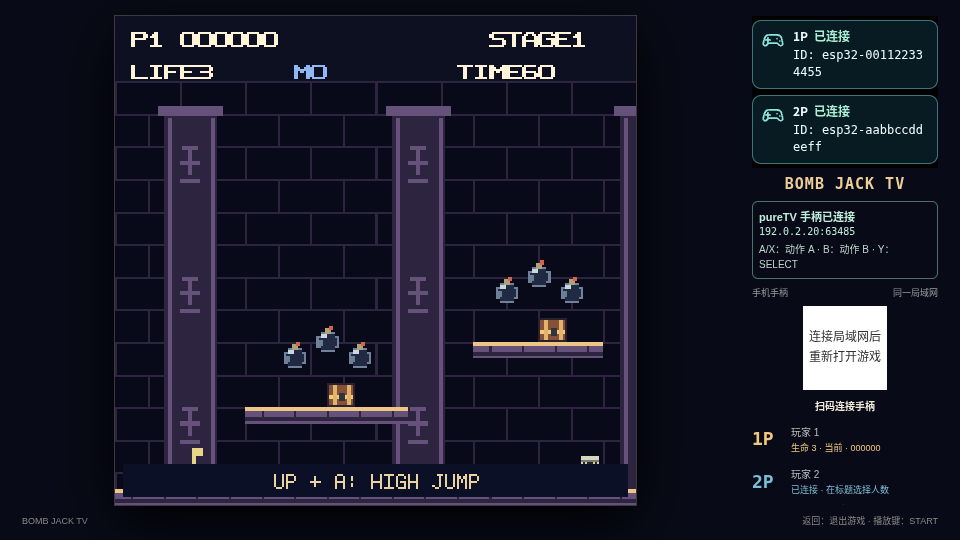 P1 000000 STAGE1
LIFE3 M0 TIME60
UP + A: HIGH JUMP
1P 已连接
ID: esp32-00112233
4455
2P 已连接
ID: esp32-aabbccdd
eeff
BOMB JACK TV
pureTV 手柄已连接
192.0.2.20:63485
A/X：动作 A · B：动作 B · Y：
SELECT
手机手柄 同一局域网
连接局域网后
重新打开游戏
扫码连接手柄
1P 玩家 1
生命 3 · 当前 · 000000
2P 玩家 2
已连接 · 在标题选择人数
BOMB JACK TV
返回：退出游戏 · 播放键：START